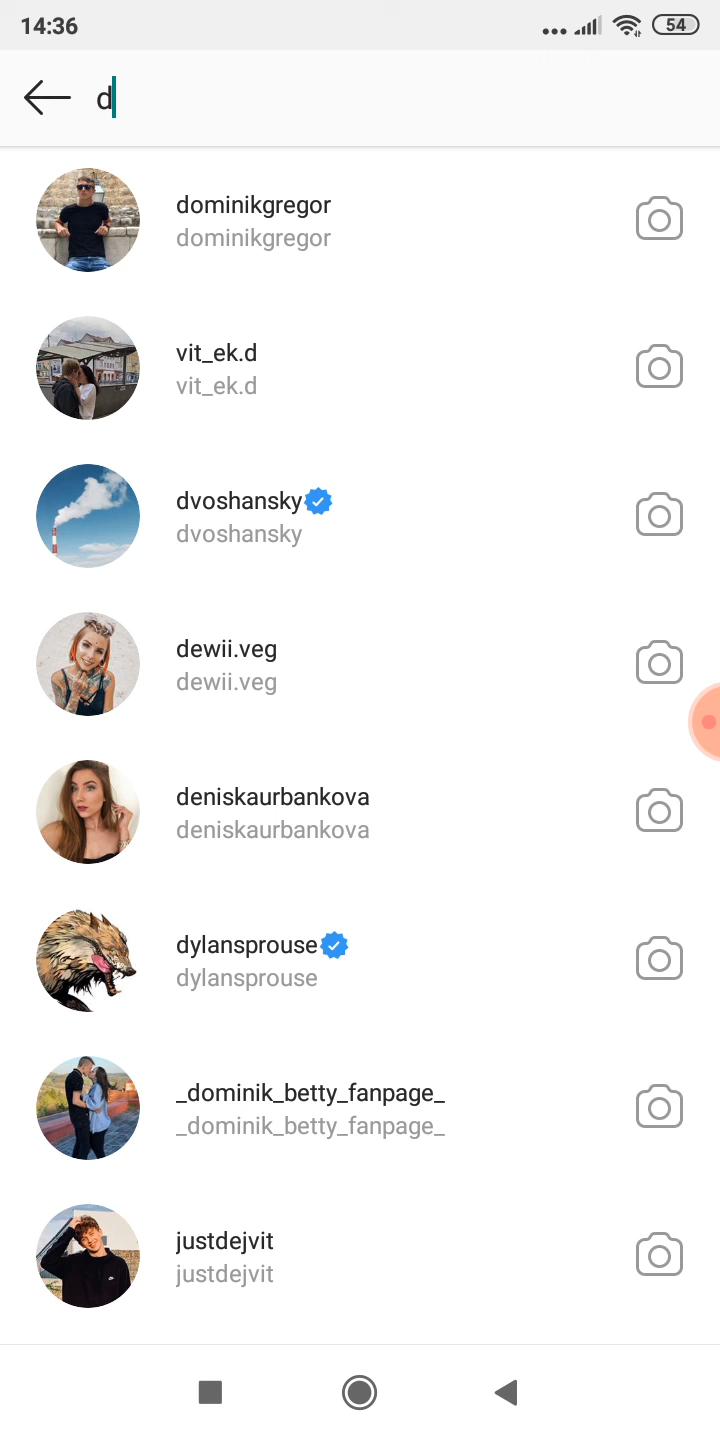 14:36
54
d
dominikgregor
dominikgregor
vit_ek.d
vit_ek.d
dvoshansky
dvoshansky
dewii.veg
dewii.veg
deniskaurbankova
deniskaurbankova
dylansprouse
dylansprouse
_dominik_betty_fanpage_
_dominik_betty_fanpage_
justdejvit
justdejvit